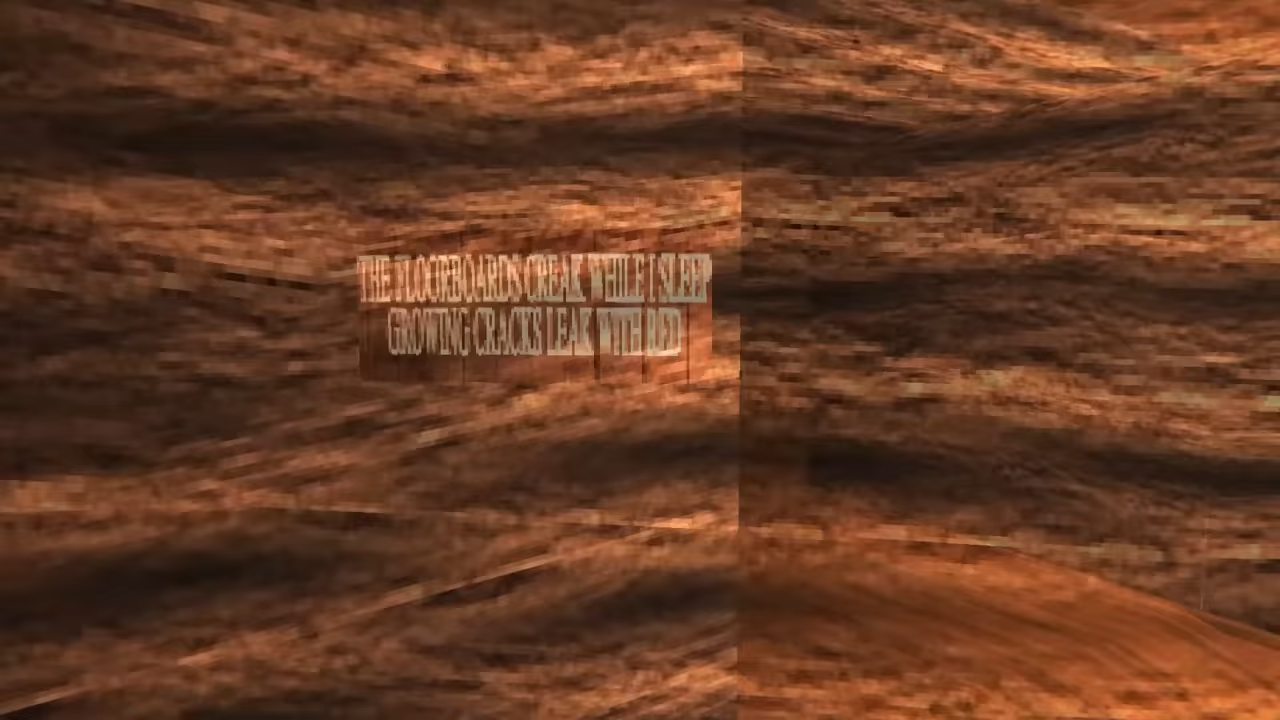 THE FLOORBOARDS CREAK WHILE I SLEEP
GROWING CRACKS LEAK WITH RED